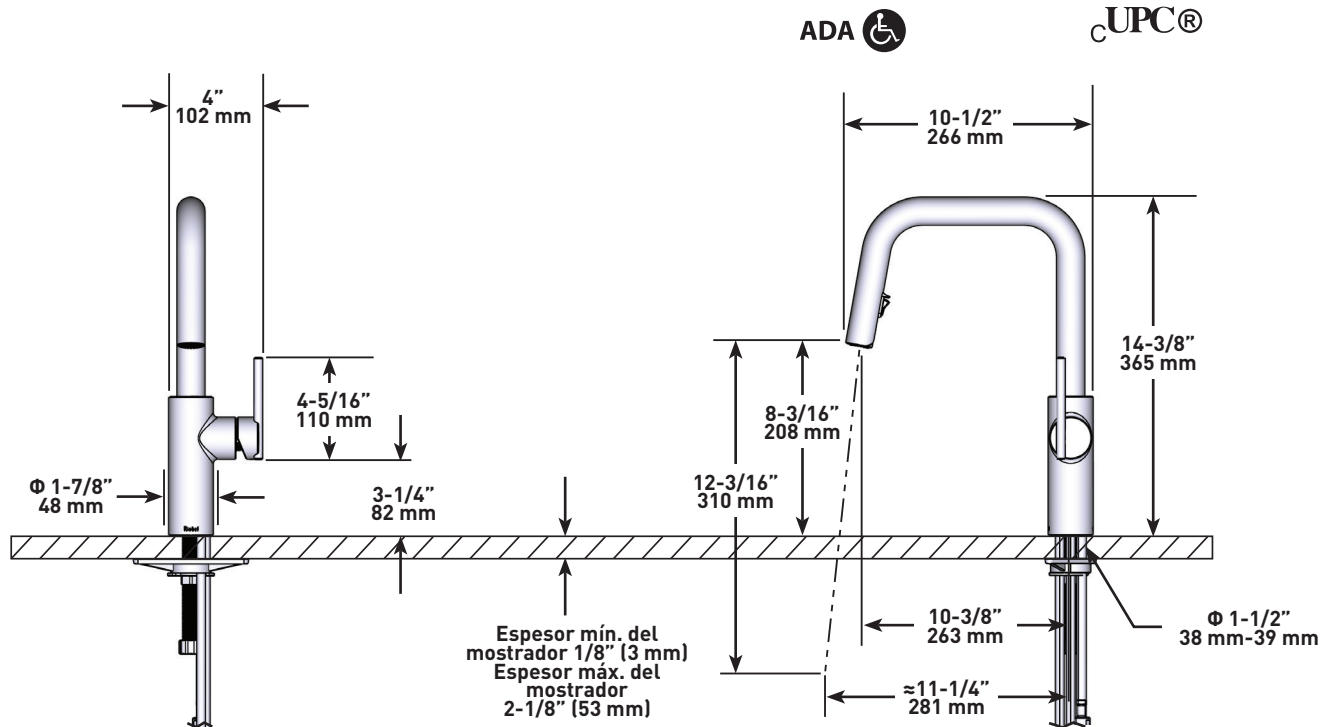 ADA
cUPC®
4”
102 mm
10-1/2”
266 mm
14-3/8”
365 mm
4-5/16”
110 mm
8-3/16”
208 mm
12-3/16”
310 mm
Φ 1-7/8”
48 mm
3-1/4”
82 mm
Riobel
10-3/8”
263 mm
Φ 1-1/2”
38 mm-39 mm
Espesor mín. del
mostrador 1/8” (3 mm)
Espesor máx. del
mostrador
2-1/8” (53 mm)
≈11-1/4”
281 mm